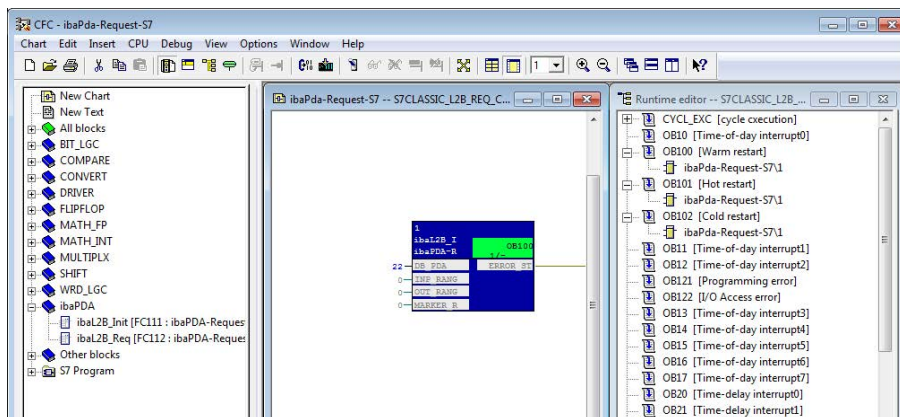 CFC - ibaPda-Request-S7
Chart Edit Insert CPU Debug View Options Window Help
1
New Chart
New Text
All blocks
BIT_LGC
COMPARE
CONVERT
DRIVER
FLIPFLOP
MATH_FP
MATH_INT
MULTIPLX
SHIFT
WRD_LGC
ibaPDA
ibaL2B_Init [FC111 : ibaPDA-Reques
ibaL2B_Req [FC112 : ibaPDA-Reques
Other blocks
S7 Program
ibaPda-Request-S7 -- S7CLASSIC_L2B_REQ_C...
1
ibaL2B_I
ibaPDA-R
OB100
1/-
22 DB_PDA ERROR_ST
0 INP_RANG
0 OUT_RANG
0 MARKER_R
Runtime editor -- S7CLASSIC_L2B_...
CYCL_EXC [cycle execution]
OB10 [Time-of-day interrupt0]
OB100 [Warm restart]
ibaPda-Request-S7\1
OB101 [Hot restart]
ibaPda-Request-S7\1
OB102 [Cold restart]
ibaPda-Request-S7\1
OB11 [Time-of-day interrupt1]
OB12 [Time-of-day interrupt2]
OB121 [Programming error]
OB122 [I/O Access error]
OB13 [Time-of-day interrupt3]
OB14 [Time-of-day interrupt4]
OB15 [Time-of-day interrupt5]
OB16 [Time-of-day interrupt6]
OB17 [Time-of-day interrupt7]
OB20 [Time-delay interrupt0]
OB21 [Time-delay interrupt1]